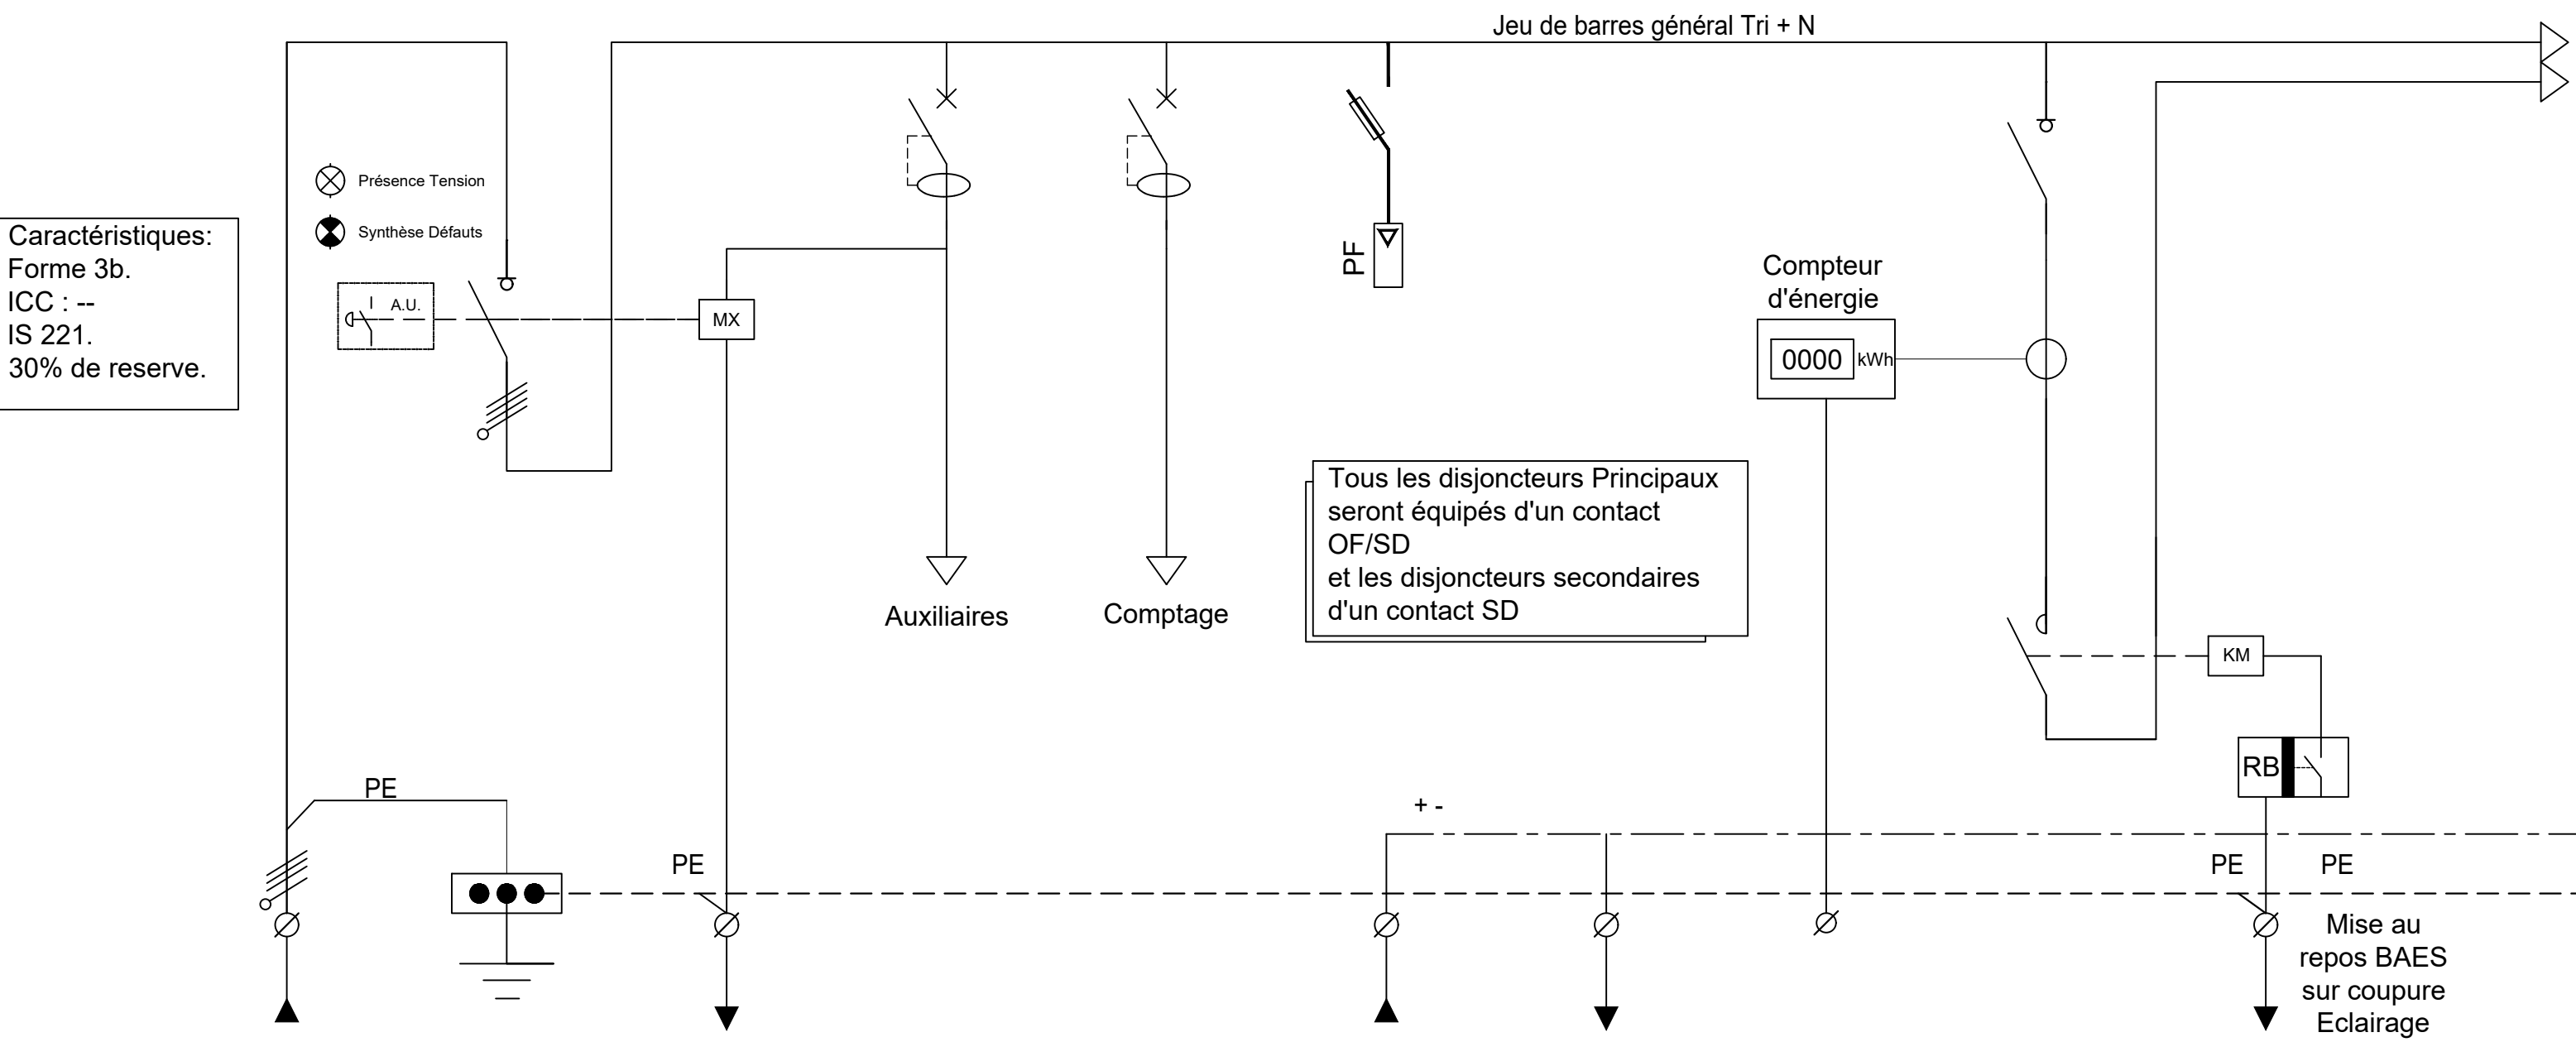 Jeu de barres général Tri + N
Présence Tension
Synthèse Défauts
Caractéristiques:
Forme 3b.
ICC : --
IS 221.
30% de reserve.
A.U.
MX
PF
Compteur
d'énergie
0000 kWh
Tous les disjoncteurs Principaux
seront équipés d'un contact
OF/SD
et les disjoncteurs secondaires
d'un contact SD
Auxiliaires
Comptage
KM
RB
PE
+ -
PE
PE
PE
Mise au
repos BAES
sur coupure
Eclairage